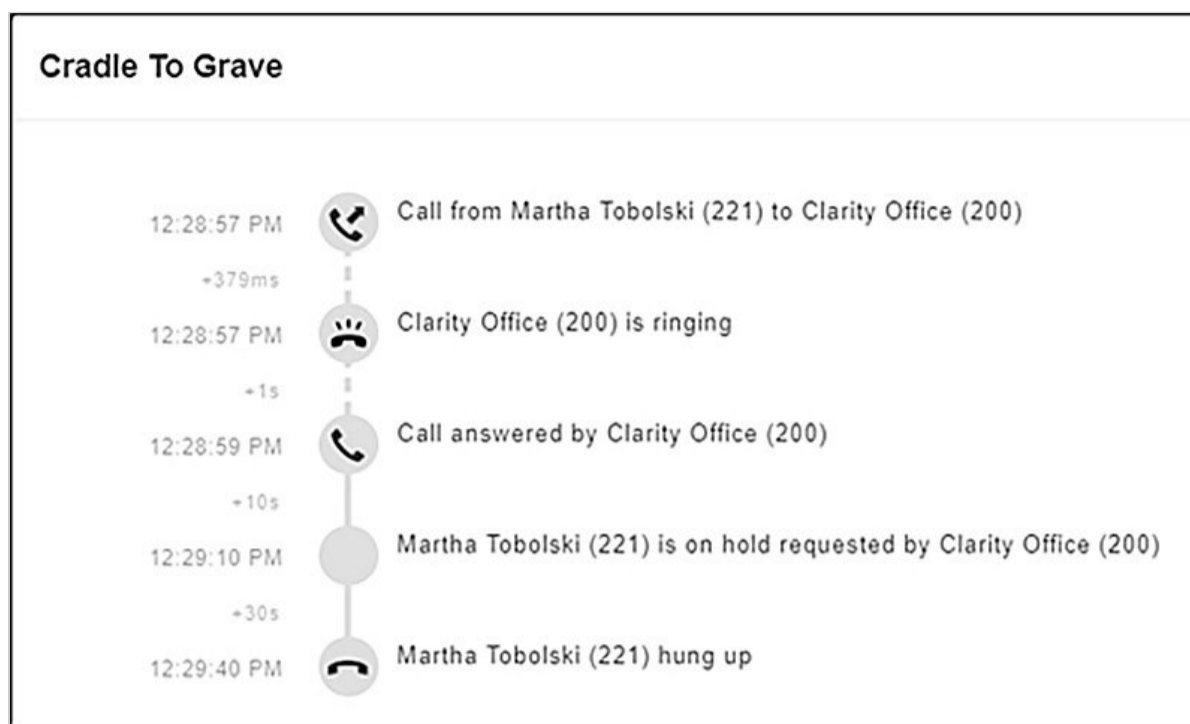 Cradle To Grave
12:28:57 PM Call from Martha Tobolski (221) to Clarity Office (200)
+379ms
12:28:57 PM Clarity Office (200) is ringing
+1s
12:28:59 PM Call answered by Clarity Office (200)
+10s
12:29:10 PM Martha Tobolski (221) is on hold requested by Clarity Office (200)
+30s
12:29:40 PM Martha Tobolski (221) hung up